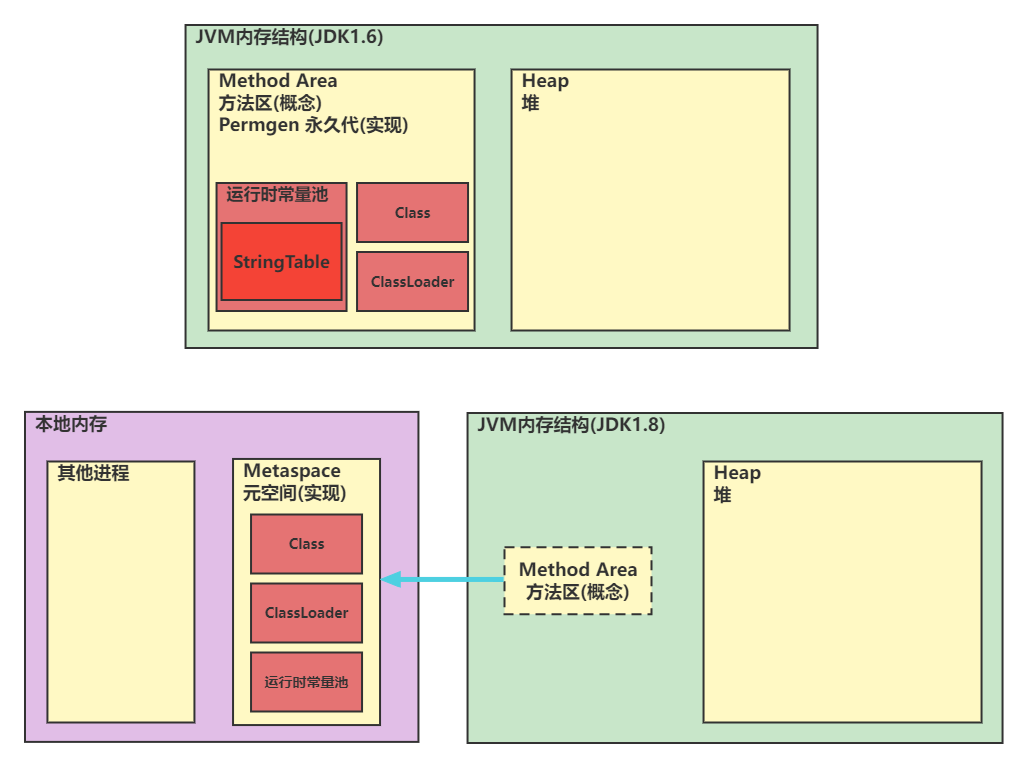 JVM内存结构(JDK1.6)
Method Area
方法区(概念)
Permgen 永久代(实现)
运行时常量池
StringTable
Class
ClassLoader
Heap
堆
本地内存
其他进程
Metaspace
元空间(实现)
Class
ClassLoader
运行时常量池
JVM内存结构(JDK1.8)
Method Area
方法区(概念)
Heap
堆